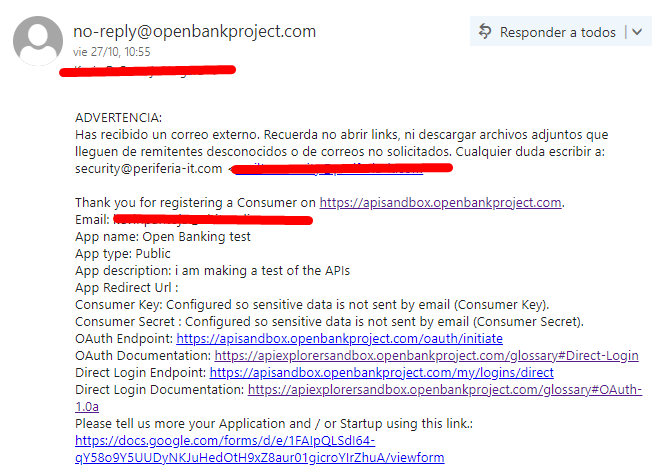 no-reply@openbankproject.com
Responder a todos
vie 27/10, 10:55
ADVERTENCIA:
Has recibido un correo externo. Recuerda no abrir links, ni descargar archivos adjuntos que
lleguen de remitentes desconocidos o de correos no solicitados. Cualquier duda escribir a:
security@periferia-it.com
Thank you for registering a Consumer on https://apisandbox.openbankproject.com.
Email:
App name: Open Banking test
App type: Public
App description: i am making a test of the APIs
App Redirect Url :
Consumer Key: Configured so sensitive data is not sent by email (Consumer Key).
Consumer Secret : Configured so sensitive data is not sent by email (Consumer Secret).
OAuth Endpoint: https://apisandbox.openbankproject.com/oauth/initiate
OAuth Documentation: https://apiexplorersandbox.openbankproject.com/glossary#Direct-Login
Direct Login Endpoint: https://apisandbox.openbankproject.com/my/logins/direct
Direct Login Documentation: https://apiexplorersandbox.openbankproject.com/glossary#OAuth-
1.0a
Please tell us more your Application and / or Startup using this link.:
https://docs.google.com/forms/d/e/1FAIpQLSdI64-
qY58o9Y5UUDyNKJuHedOtH9xZ8aur01gicroYIrZhuA/viewform